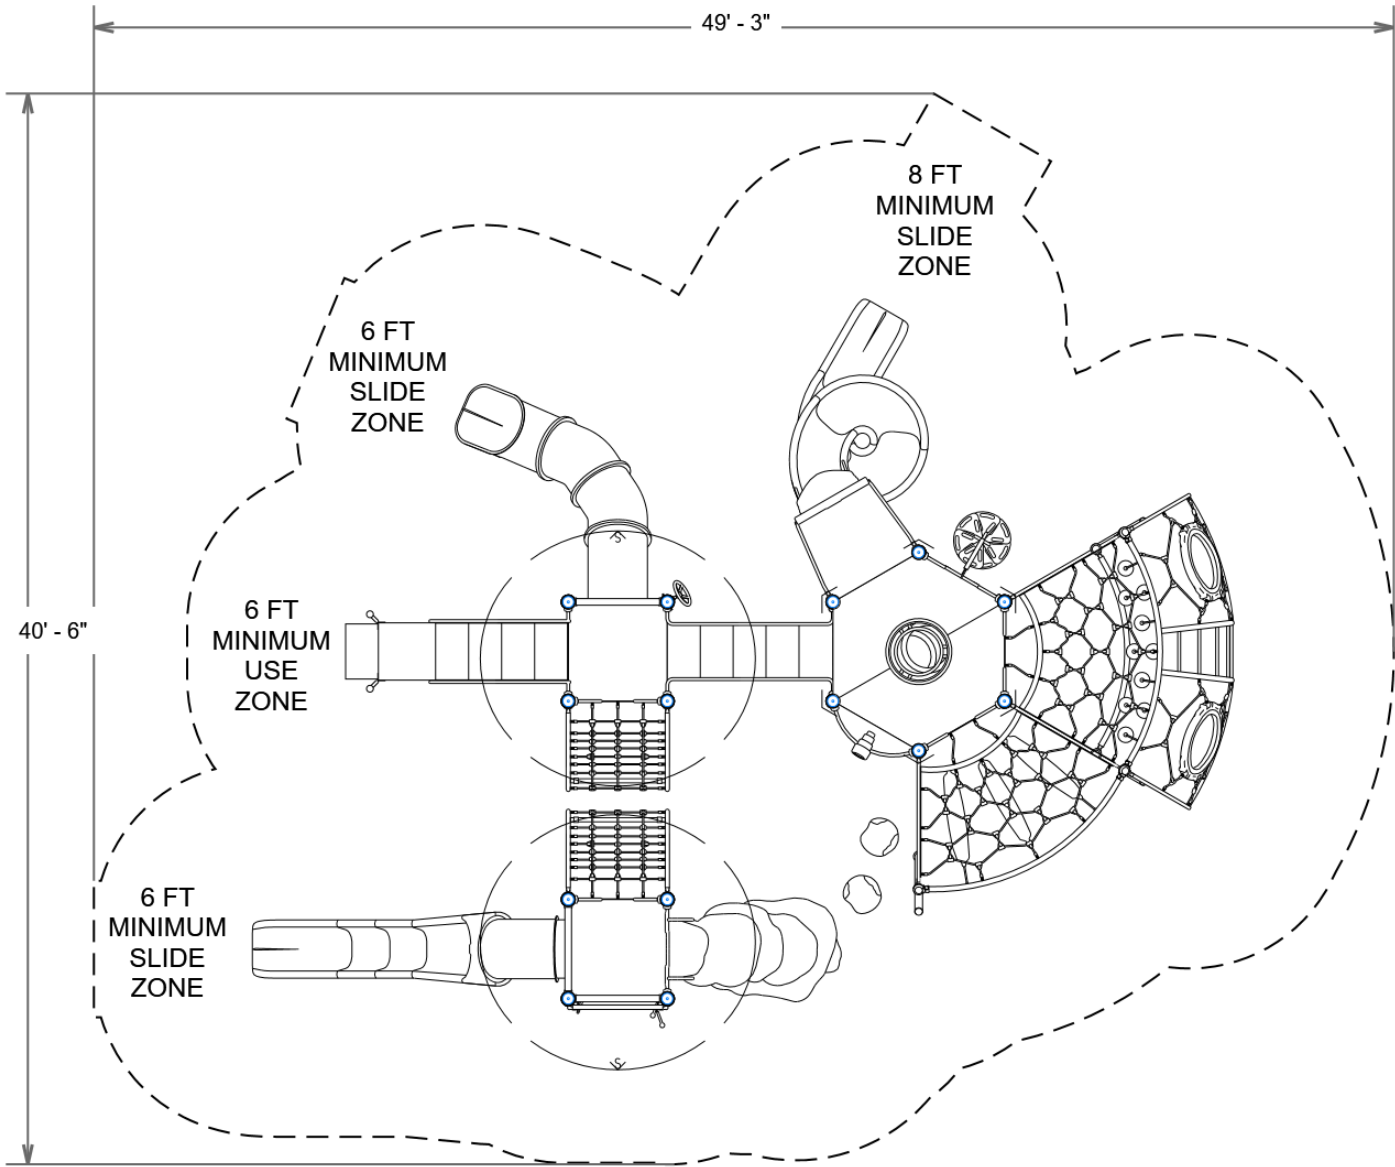 49' - 3"
8 FT
MINIMUM
SLIDE
ZONE
6 FT
MINIMUM
SLIDE
ZONE
6 FT
MINIMUM
USE
ZONE
40' - 6"
6 FT
MINIMUM
SLIDE
ZONE
S
S